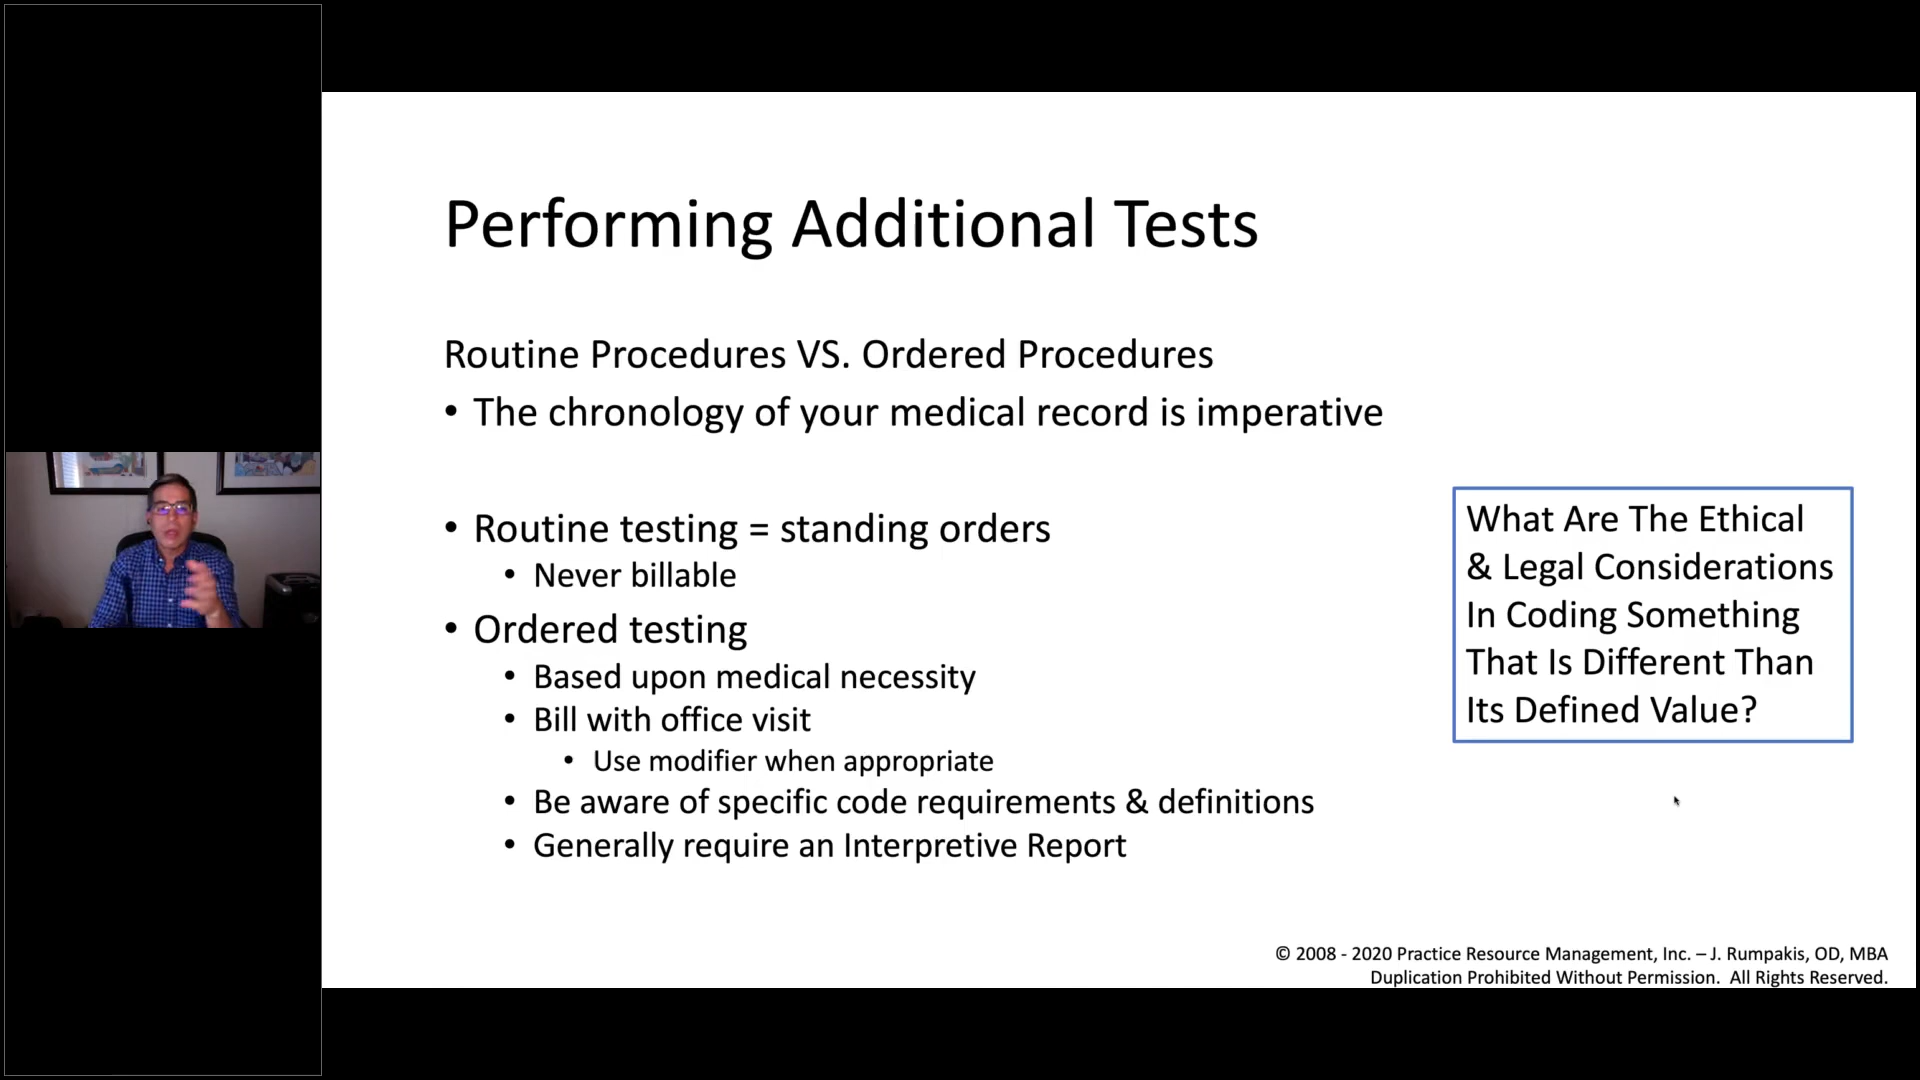 Performing Additional Tests
Routine Procedures VS. Ordered Procedures
• The chronology of your medical record is imperative
• Routine testing = standing orders
• Never billable
• Ordered testing
• Based upon medical necessity
• Bill with office visit
• Use modifier when appropriate
• Be aware of specific code requirements & definitions
• Generally require an Interpretive Report
What Are The Ethical
& Legal Considerations
In Coding Something
That Is Different Than
Its Defined Value?
© 2008 - 2020 Practice Resource Management, Inc. – J. Rumpakis, OD, MBA
Duplication Prohibited Without Permission. All Rights Reserved.